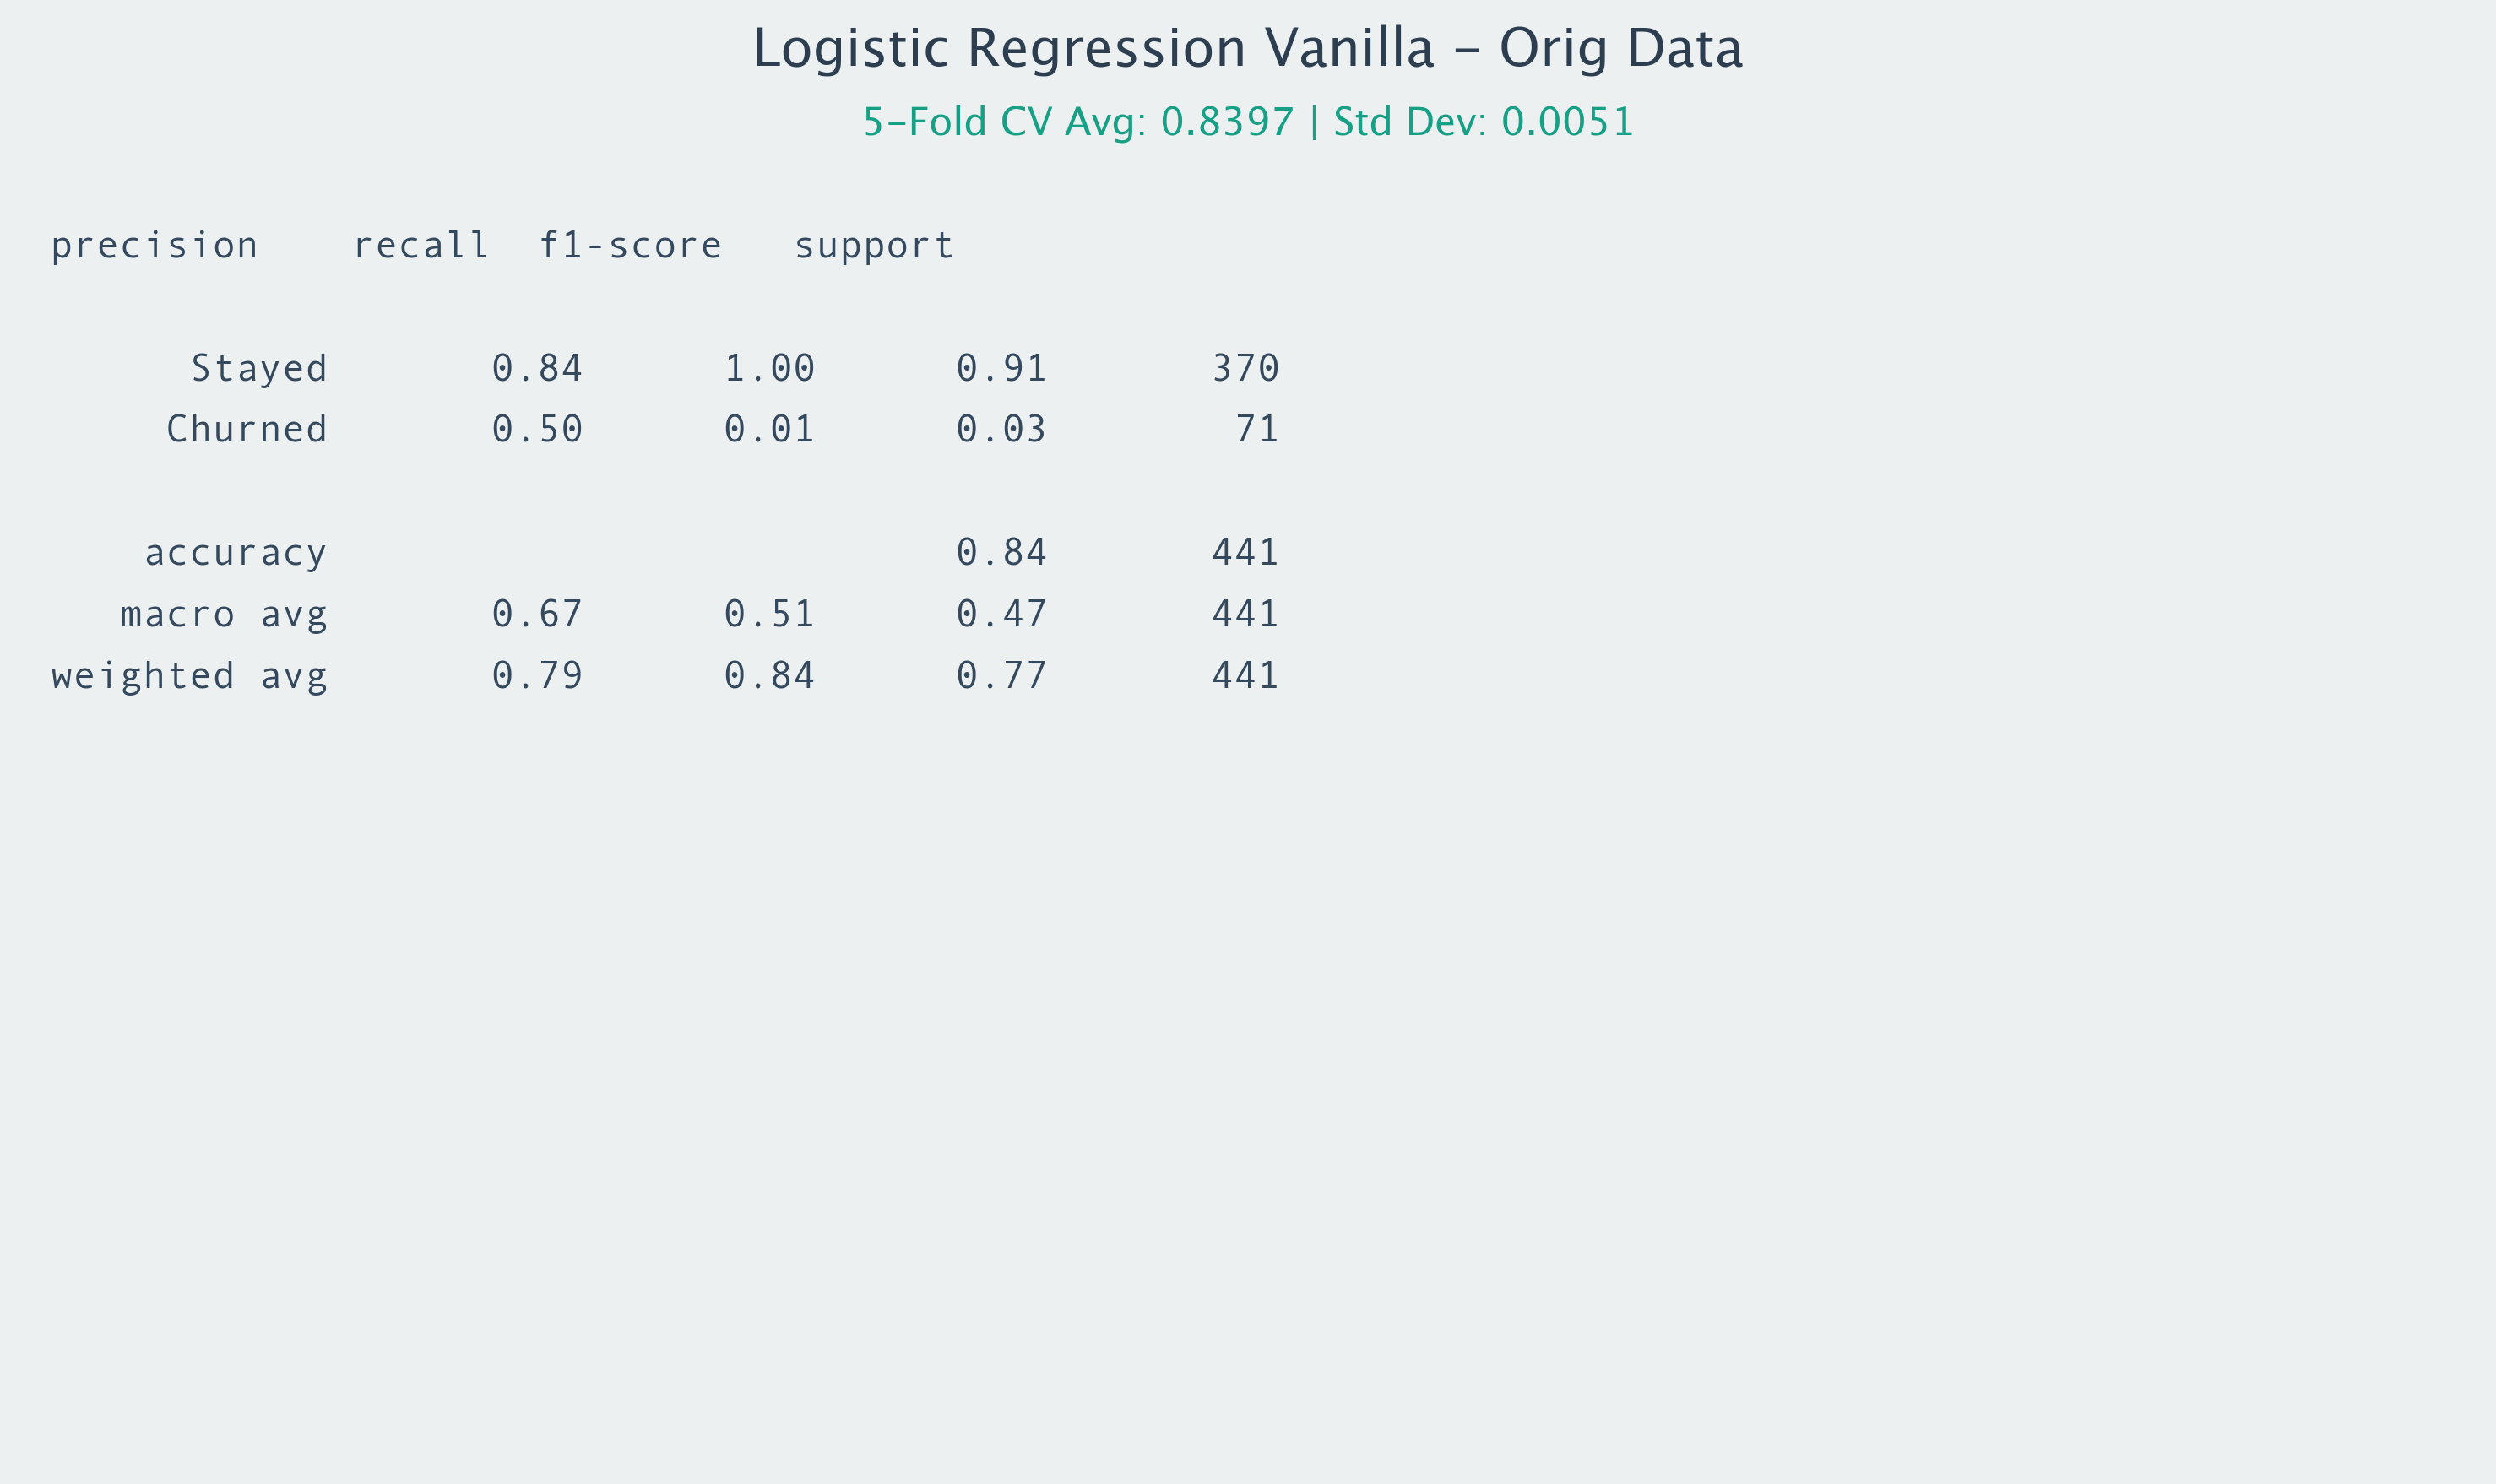 Logistic Regression Vanilla – Orig Data
5–Fold CV Avg: 0.8397 | Std Dev: 0.0051
precision    recall  f1-score   support
Stayed       0.84      1.00      0.91       370
Churned       0.50      0.01      0.03        71
accuracy                           0.84       441
macro avg       0.67      0.51      0.47       441
weighted avg       0.79      0.84      0.77       441